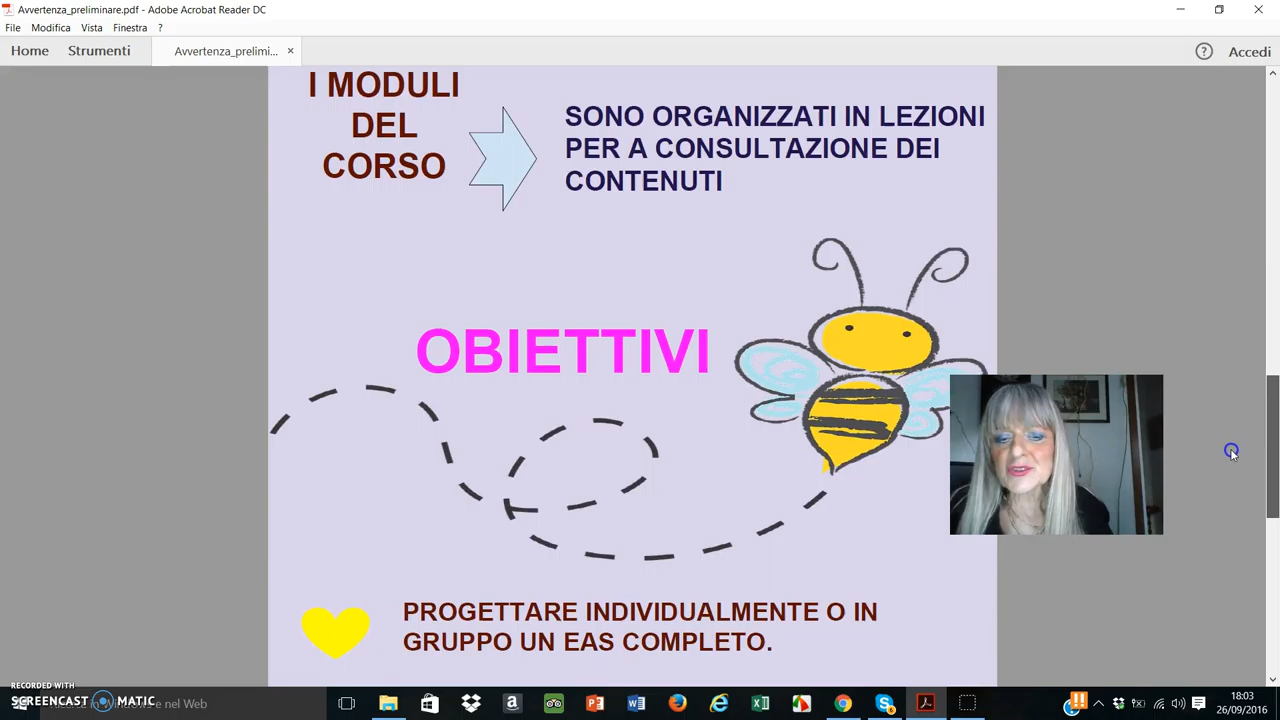 Avvertenza_preliminare.pdf - Adobe Acrobat Reader DC
File Modifica Vista Finestra ?
Home Strumenti Avvertenza_prelimi... × ? Accedi
I MODULI
DEL
CORSO
SONO ORGANIZZATI IN LEZIONI
PER A CONSULTAZIONE DEI
CONTENUTI
OBIETTIVI
PROGETTARE INDIVIDUALMENTE O IN
GRUPPO UN EAS COMPLETO.
RECORDED WITH
SCREENCAST MATIC
e nel Web
18:03
26/09/2016